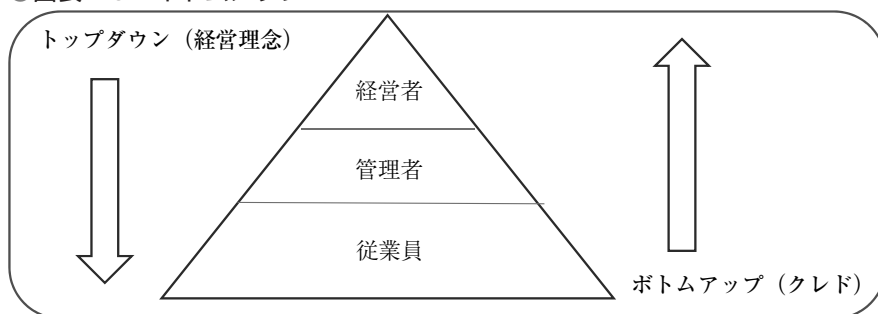 トップダウン（経営理念）
経営者
管理者
従業員
ボトムアップ（クレド）